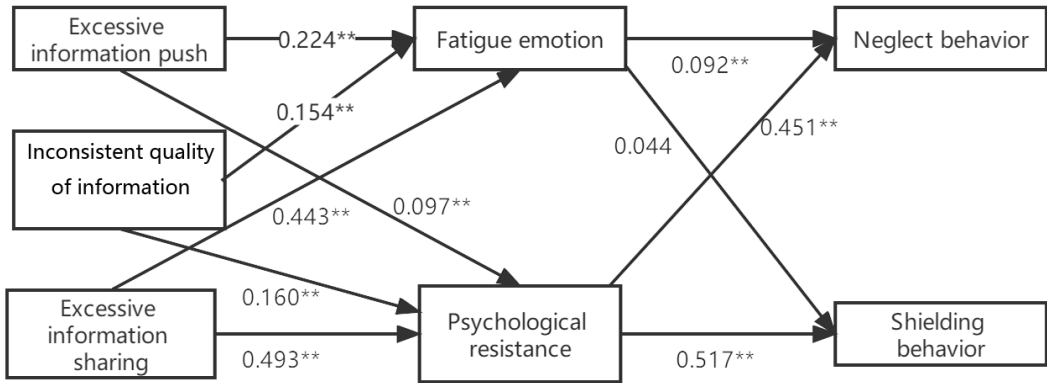 Excessive
information push
0.224**
Fatigue emotion
Neglect behavior
0.092**
0.154**
0.451**
Inconsistent quality
of information
0.044
0.443**
0.097**
Excessive
information
sharing
0.160**
0.493**
Psychological
resistance
0.517**
Shielding
behavior